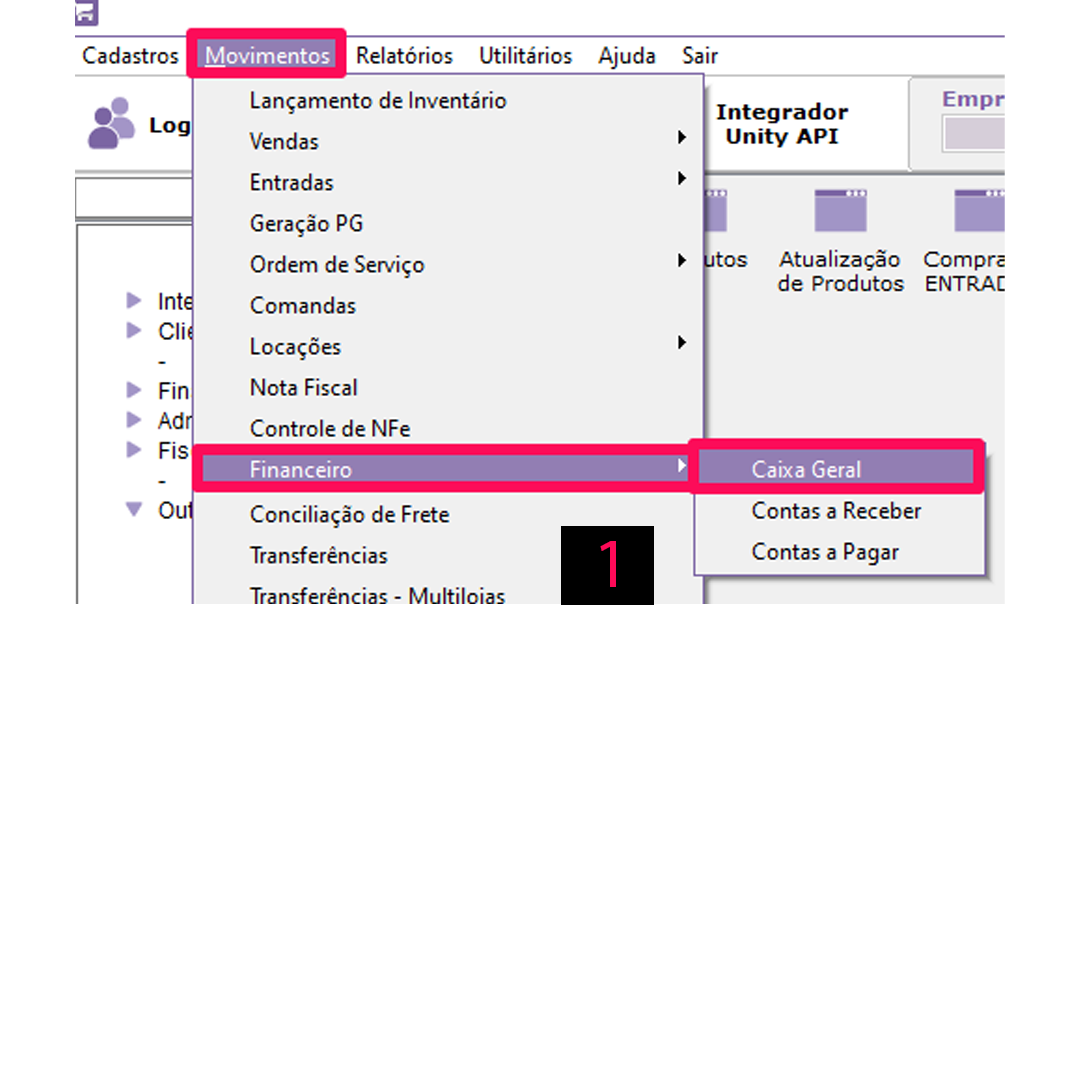 Cadastros Movimentos Relatórios Utilitários Ajuda Sair
Lançamento de Inventário
Vendas
Entradas
Geração PG
Ordem de Serviço
Comandas
Locações
Nota Fiscal
Controle de NFe
Financeiro
Conciliação de Frete
Transferências
Transferências - Multilojas
Caixa Geral
Contas a Receber
Contas a Pagar
1
Log
Integrador
Unity API
Empr
utos
Atualização
de Produtos
Compra
ENTRAD
Inte
Clie
-
Fin
Adr
Fis
-
Out